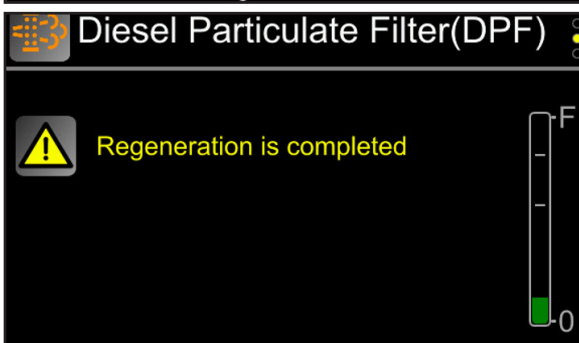 Diesel Particulate Filter(DPF)
F
Regeneration is completed
0